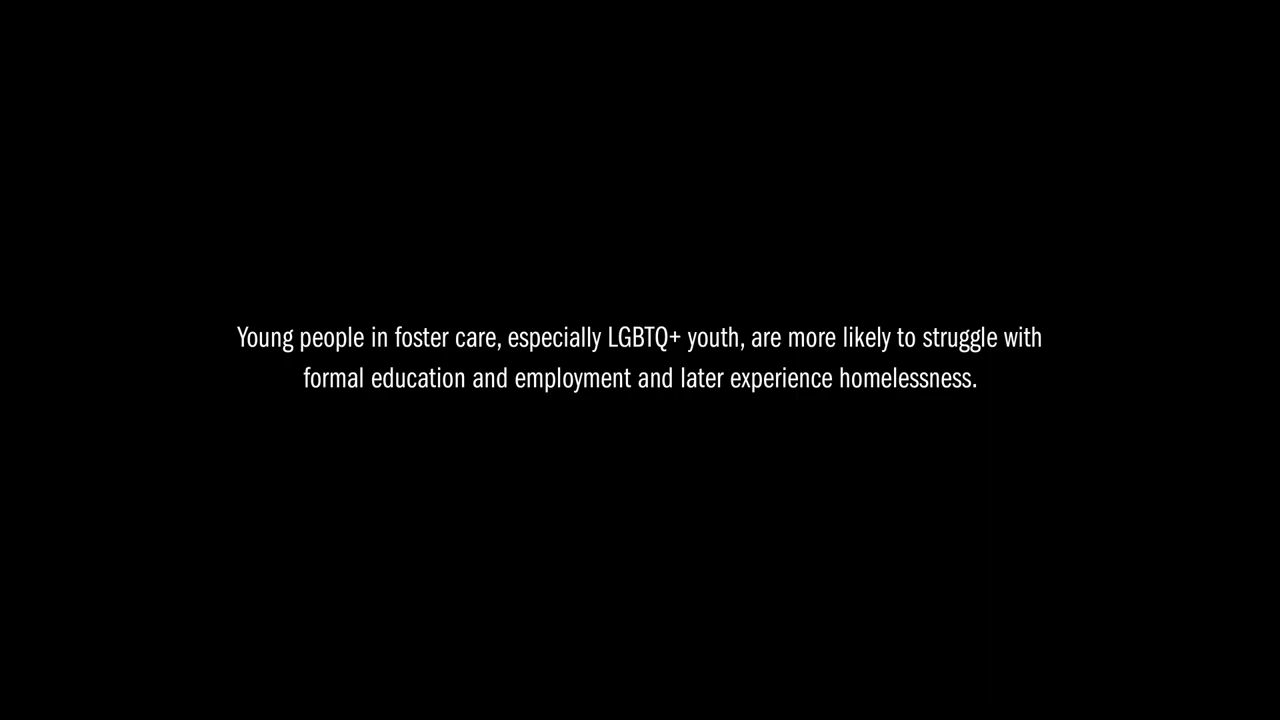 Young people in foster care, especially LGBTQ+ youth, are more likely to struggle with
formal education and employment and later experience homelessness.